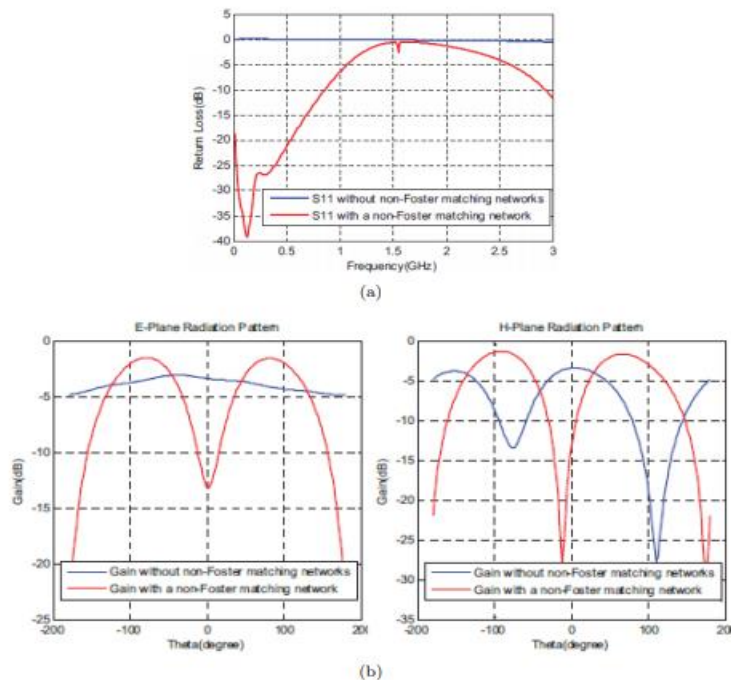 5
0
-5
-10
-15
-20
-25
-30
-35
-40
Return Loss(dB)
S11 without non-Foster matching networks
S11 with a non-Foster matching network
0
0.5
1
1.5
2
2.5
3
Frequency(GHz)
(a)
E-Plane Radiation Pattern
0
-5
-10
-15
-20
-25
Gain(dB)
Gain without non-Foster matching networks
Gain with a non-Foster matching network
-200
-100
0
100
200
Theta(degree)
H-Plane Radiation Pattern
0
-5
-10
-15
-20
-25
-30
-35
Gain(dB)
Gain without non-Foster matching networks
Gain with a non-Foster matching network
-200
-100
0
100
200
Theta(degree)
(b)